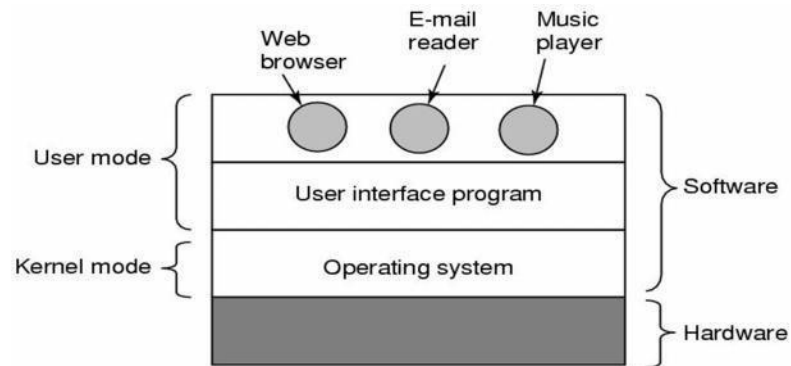 Web
browser
E-mail
reader
Music
player
User mode
User interface program
Software
Kernel mode
Operating system
Hardware